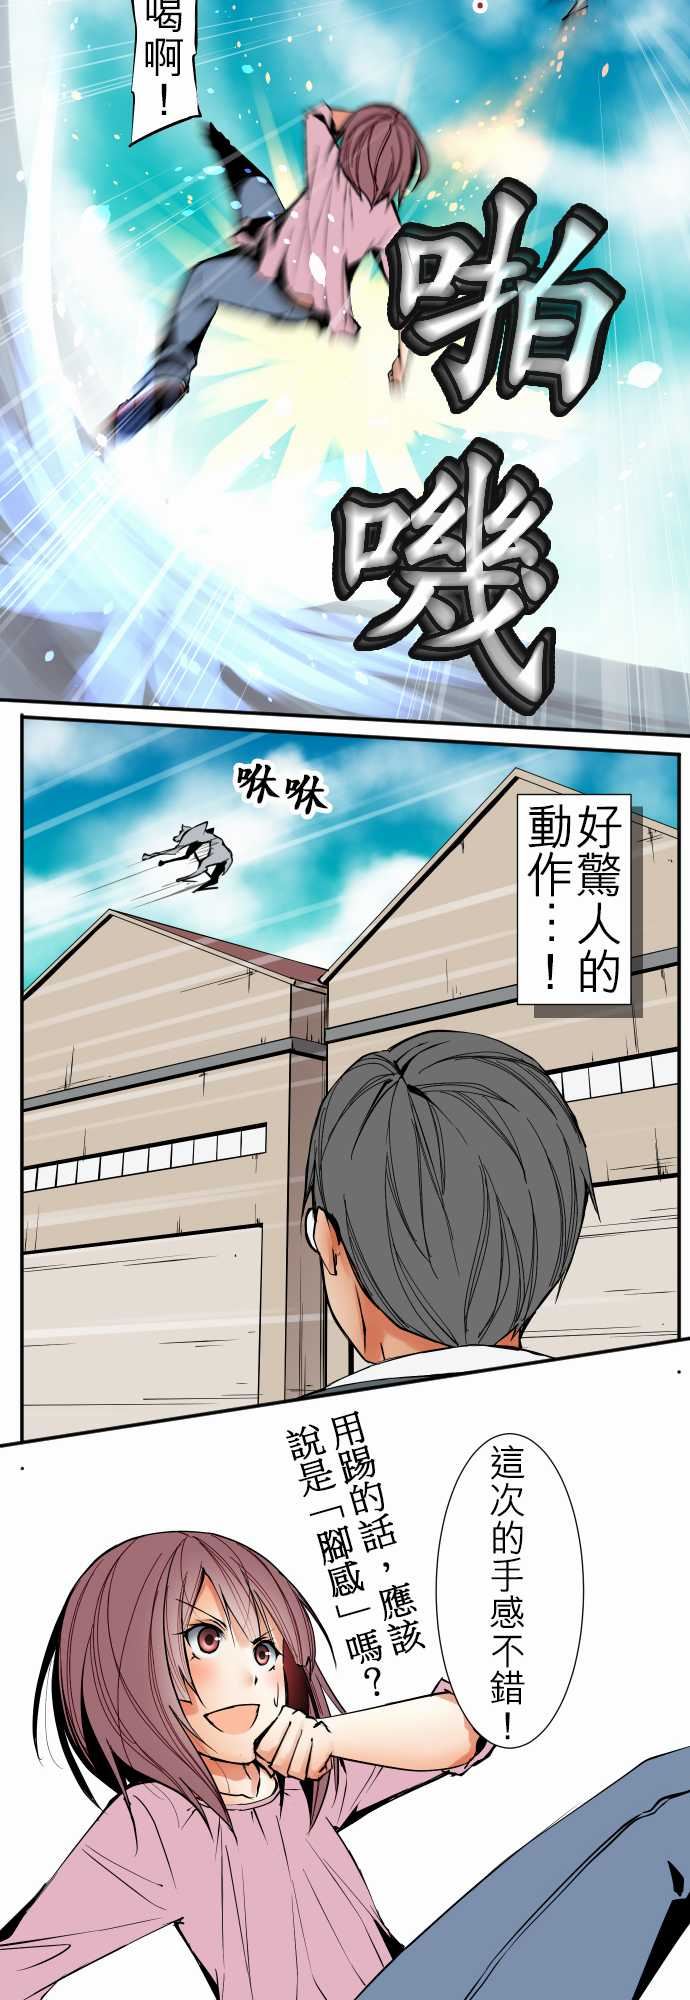 喝啊！
啪
嘰
咻咻
好驚人的
動作…！
這次的手感不錯！
用踢的話，應該
說是「腳感」嗎？